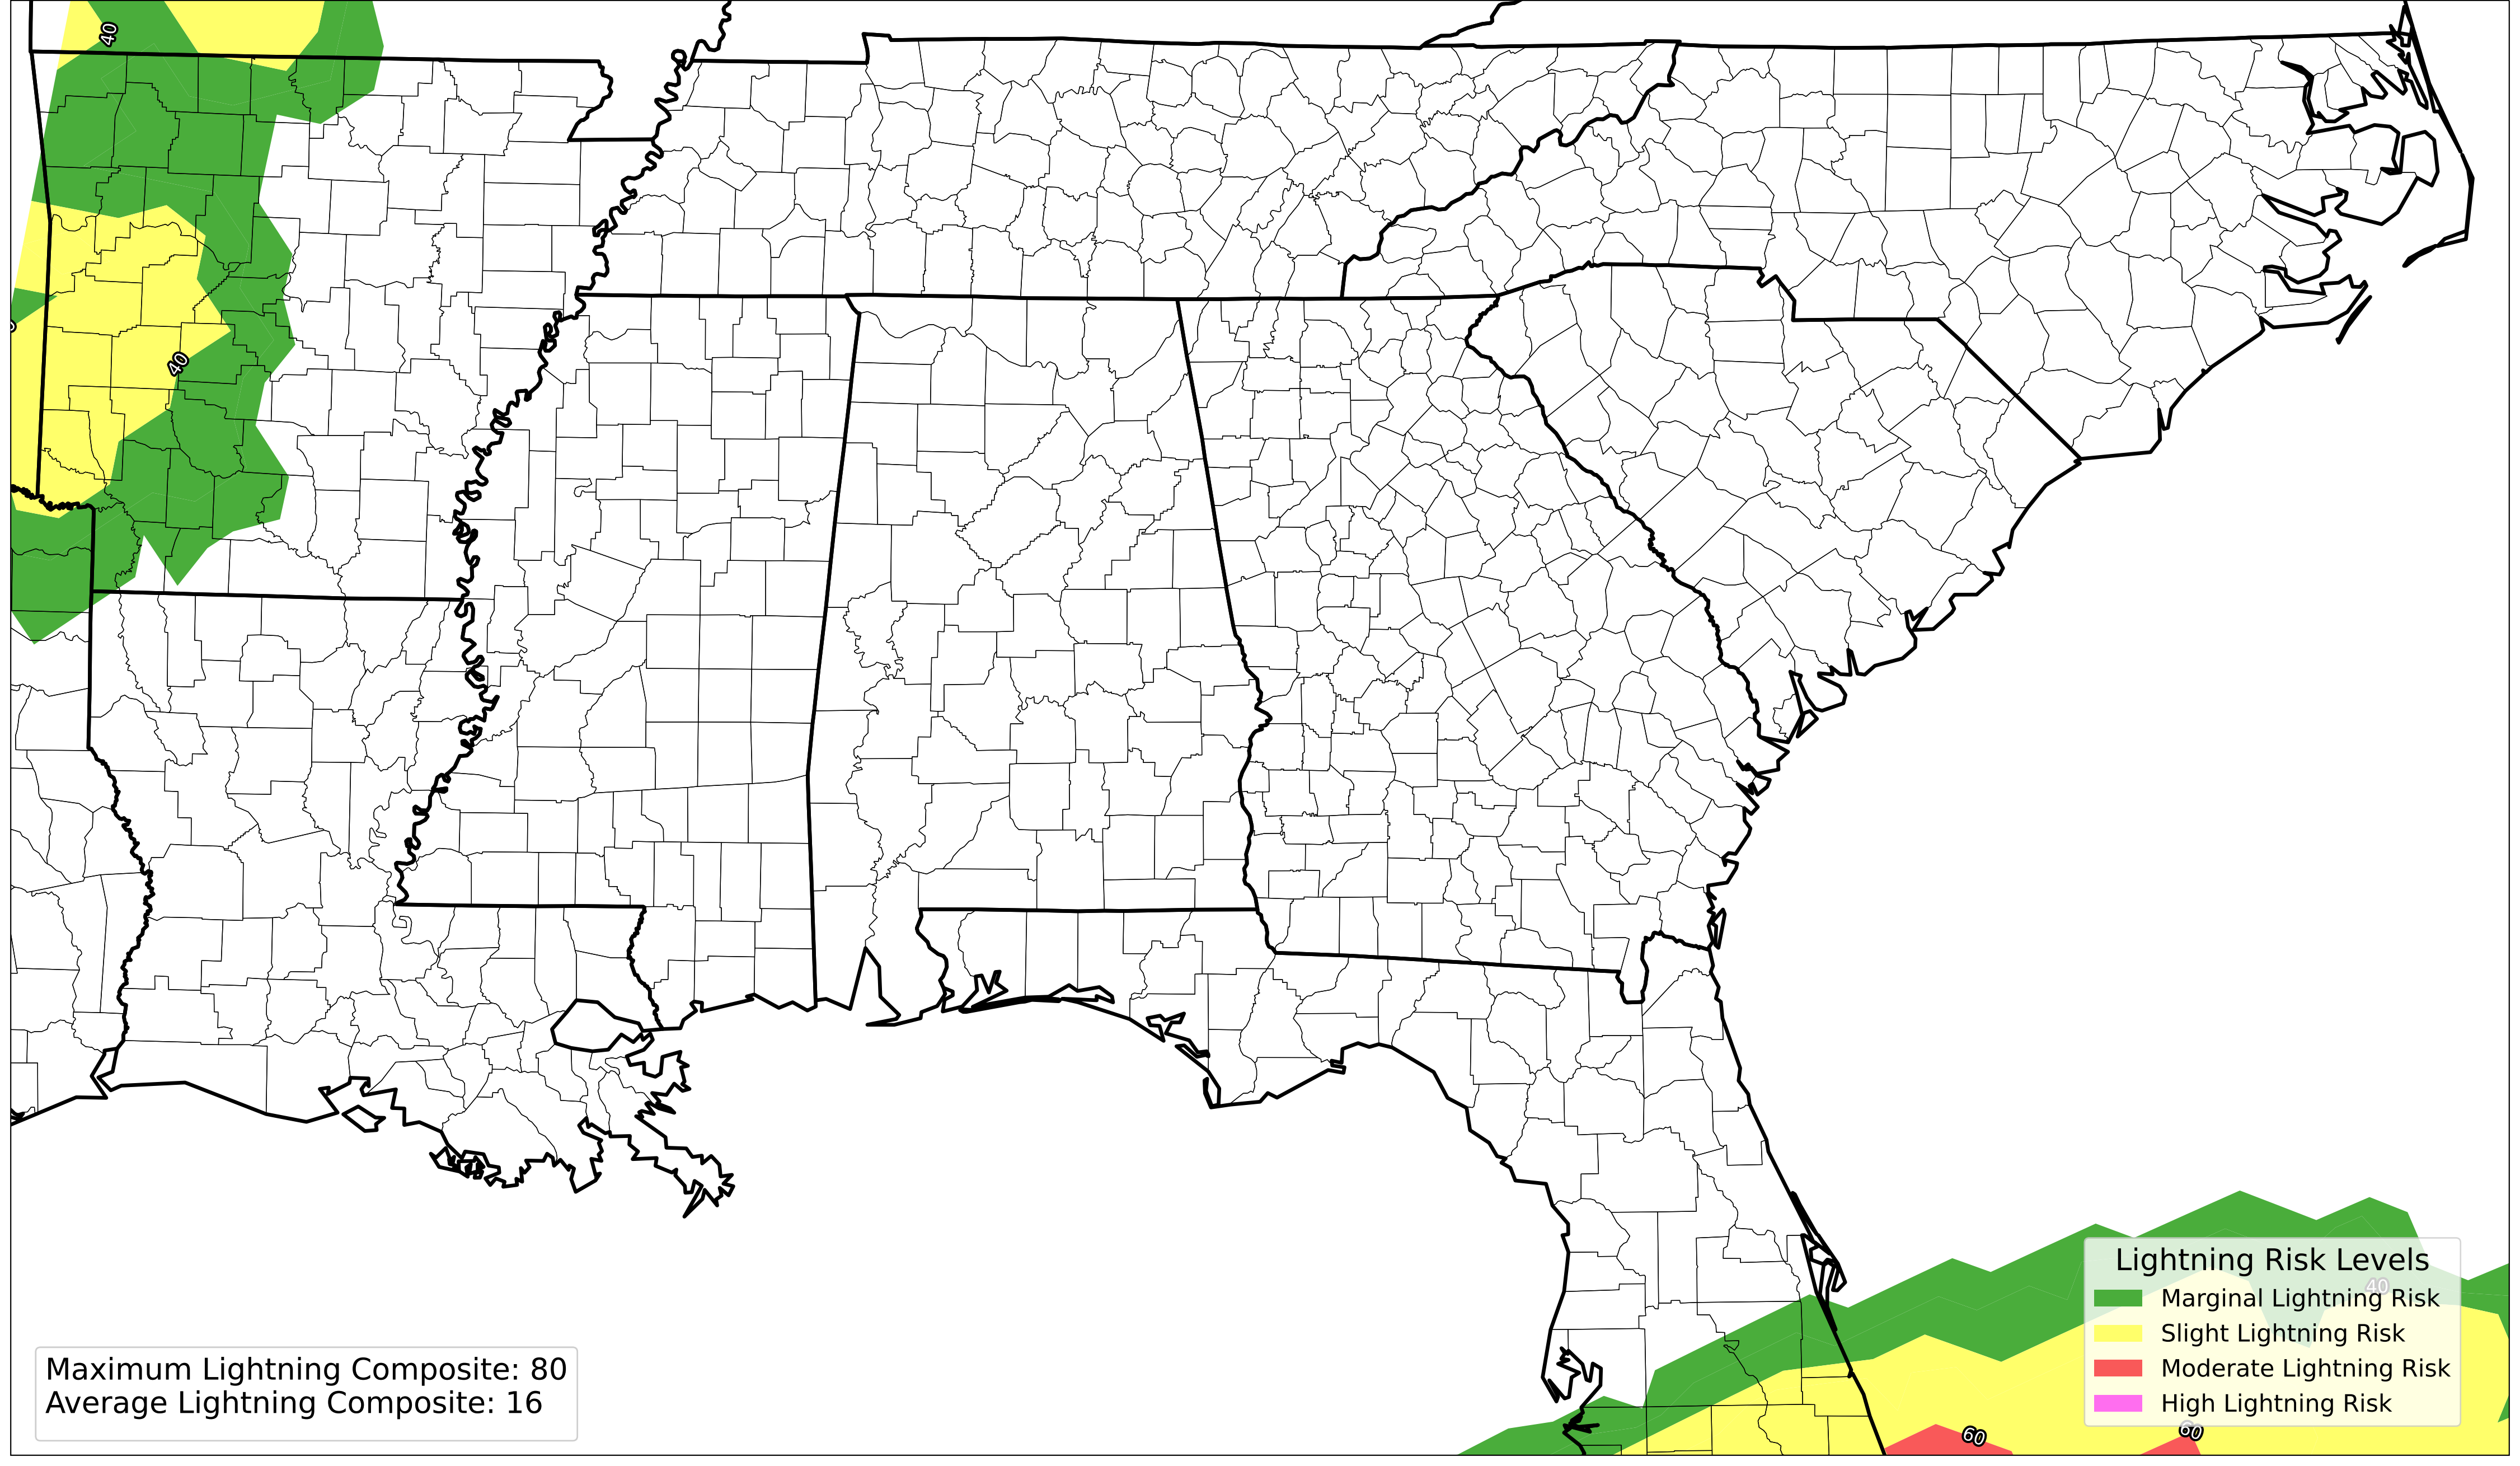 40
40
Lightning Risk Levels
40
Marginal Lightning Risk
Slight Lightning Risk
Moderate Lightning Risk
High Lightning Risk
Maximum Lightning Composite: 80
Average Lightning Composite: 16
60
60